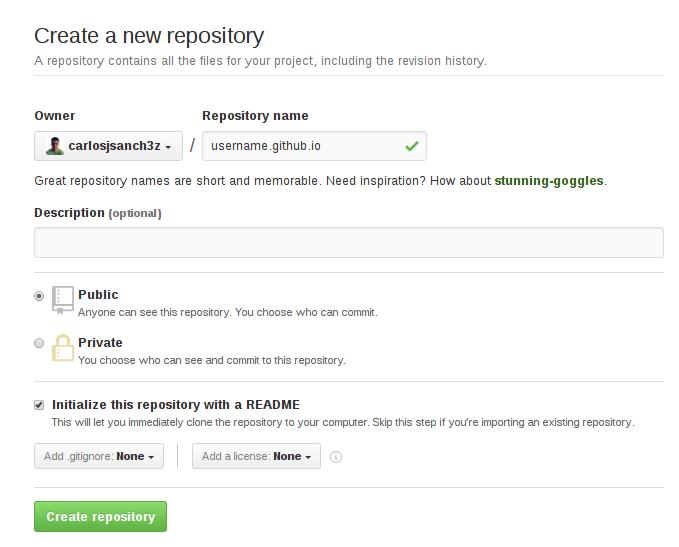 Create a new repository
A repository contains all the files for your project, including the revision history.
Owner
Repository name
carlosjsanch3z
/
username.github.io
Great repository names are short and memorable. Need inspiration? How about stunning-goggles.
Description (optional)
Public
Anyone can see this repository. You choose who can commit.
Private
You choose who can see and commit to this repository.
Initialize this repository with a README
This will let you immediately clone the repository to your computer. Skip this step if you're importing an existing repository.
Add .gitignore: None
Add a license: None
Create repository